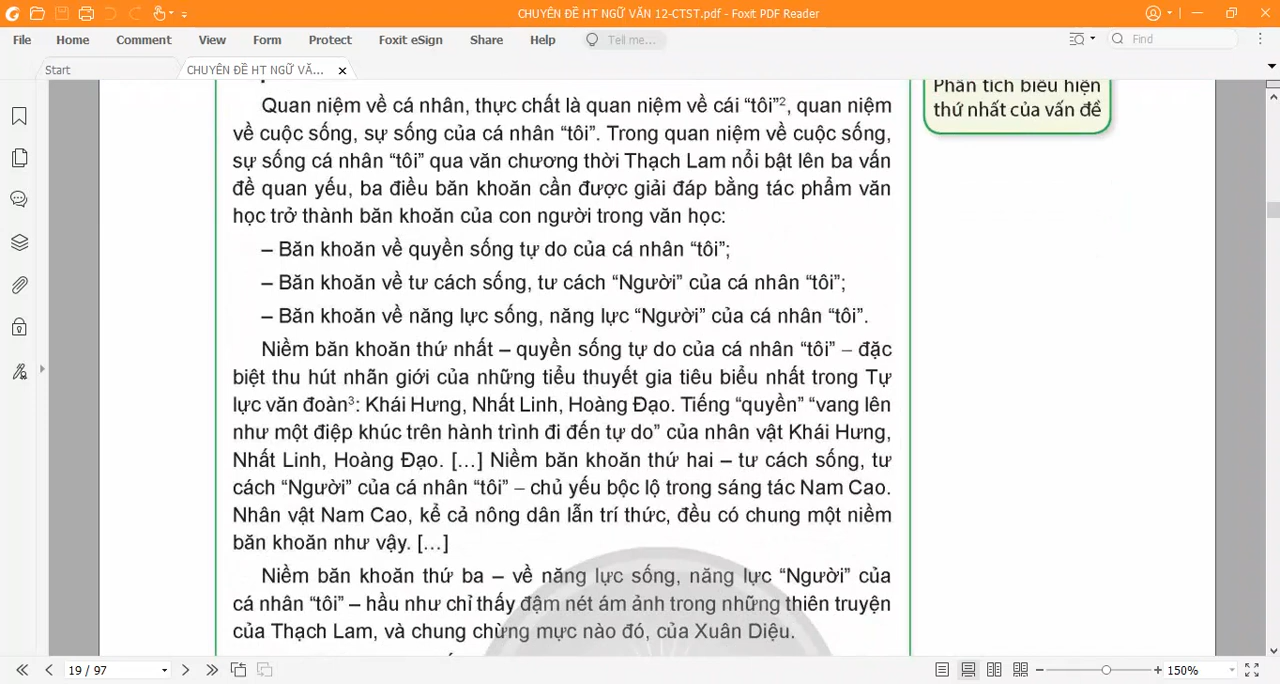 CHUYÊN ĐỀ HT NGỮ VĂN 12-CTST.pdf - Foxit PDF Reader
File Home Comment View Form Protect Foxit eSign Share Help Tell me... Find
Start CHUYÊN ĐỀ HT NGỮ VĂ...
Quan niệm về cá nhân, thực chất là quan niệm về cái “tôi”², quan niệm
về cuộc sống, sự sống của cá nhân “tôi”. Trong quan niệm về cuộc sống,
sự sống cá nhân “tôi” qua văn chương thời Thạch Lam nổi bật lên ba vấn
đề quan yếu, ba điều băn khoăn cần được giải đáp bằng tác phẩm văn
học trở thành băn khoăn của con người trong văn học:
– Băn khoăn về quyền sống tự do của cá nhân “tôi”;
– Băn khoăn về tư cách sống, tư cách “Người” của cá nhân “tôi”;
– Băn khoăn về năng lực sống, năng lực “Người” của cá nhân “tôi”.
Niềm băn khoăn thứ nhất – quyền sống tự do của cá nhân “tôi” – đặc
biệt thu hút nhãn giới của những tiểu thuyết gia tiêu biểu nhất trong Tự
lực văn đoàn³: Khái Hưng, Nhất Linh, Hoàng Đạo. Tiếng “quyền” “vang lên
như một điệp khúc trên hành trình đi đến tự do” của nhân vật Khái Hưng,
Nhất Linh, Hoàng Đạo. [...] Niềm băn khoăn thứ hai – tư cách sống, tư
cách “Người” của cá nhân “tôi” – chủ yếu bộc lộ trong sáng tác Nam Cao.
Nhân vật Nam Cao, kể cả nông dân lẫn trí thức, đều có chung một niềm
băn khoăn như vậy. [...]
Niềm băn khoăn thứ ba – về năng lực sống, năng lực “Người” của
cá nhân “tôi” – hầu như chỉ thấy đậm nét ám ảnh trong những thiên truyện
của Thạch Lam, và chung chừng mực nào đó, của Xuân Diệu.
Phân tích biểu hiện
thứ nhất của vấn đề
19 / 97
150%